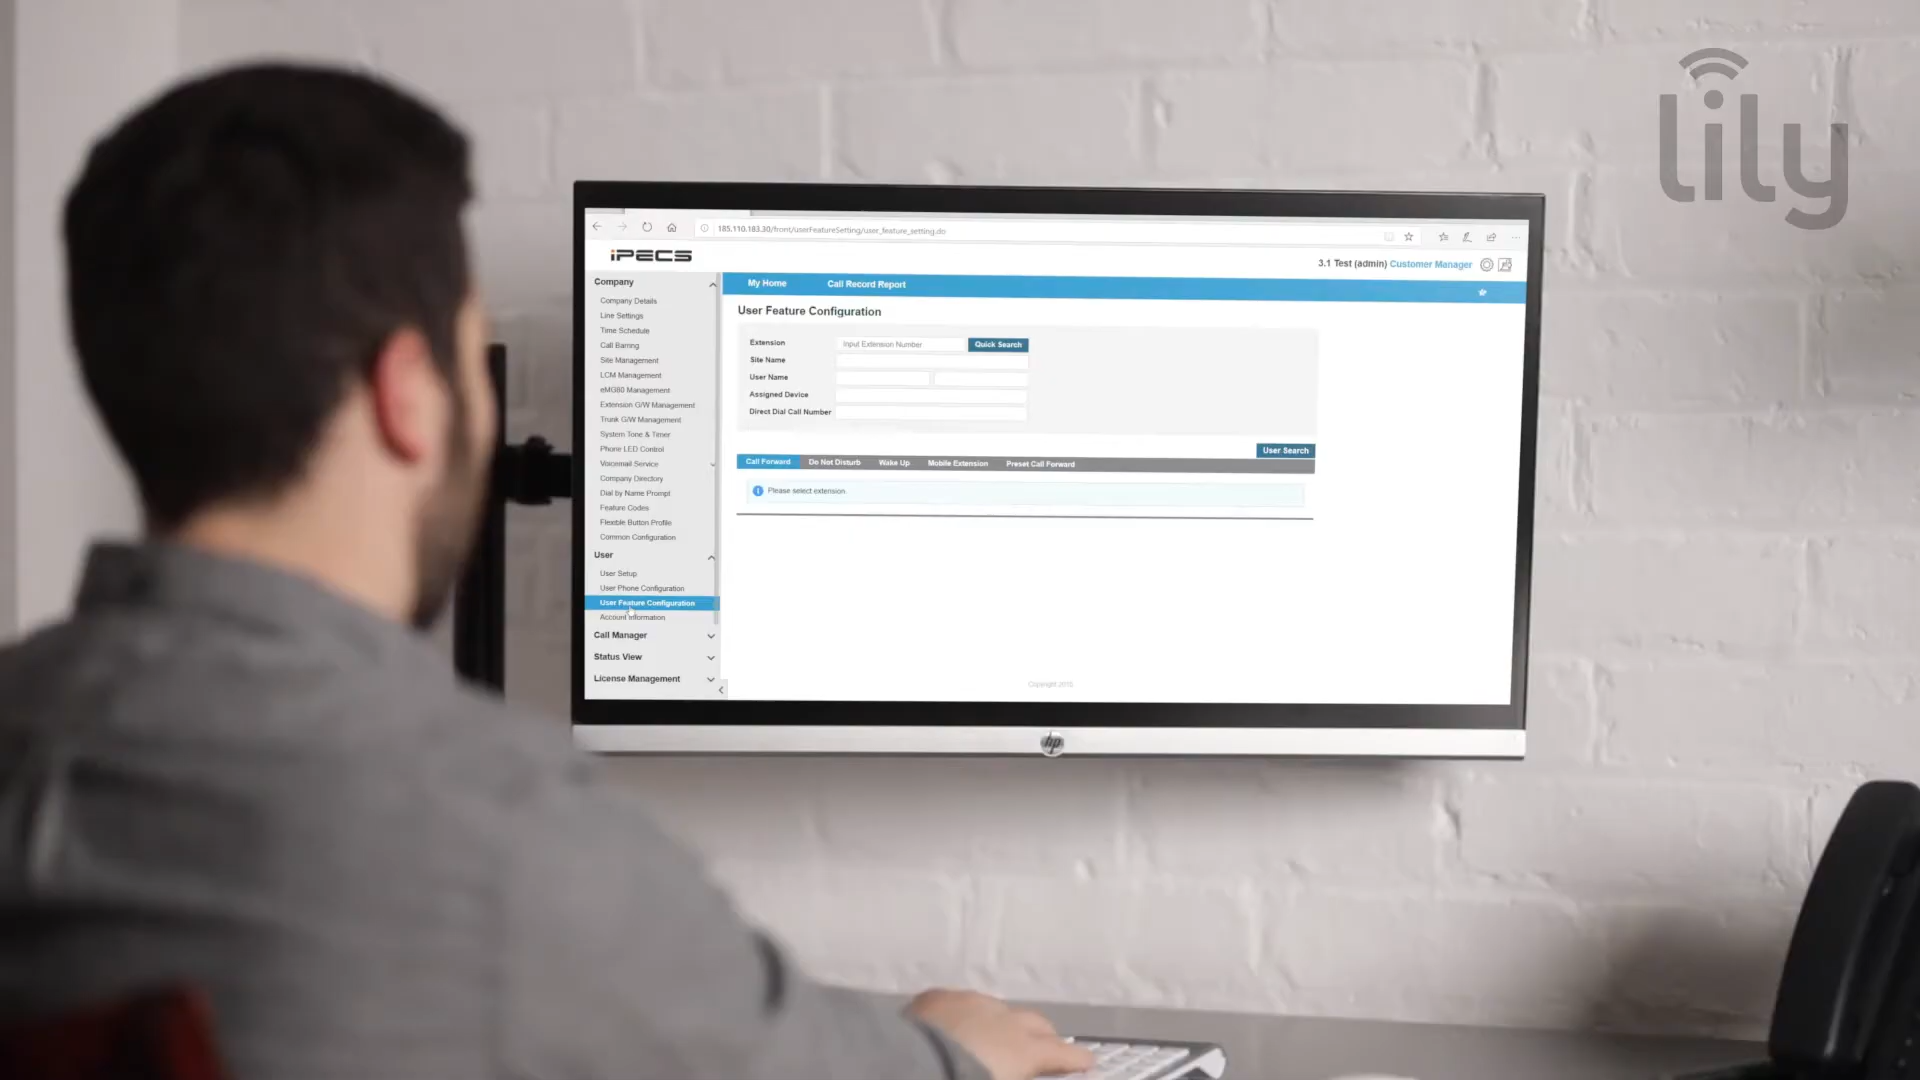 lily
185.110.183.30/front/userFeatureSetting/user_feature_setting.do
iPECS
3.1 Test (admin) Customer Manager
My Home Call Record Report
Company
Company Details
Line Settings
Time Schedule
Call Barring
Site Management
LCM Management
eMG80 Management
Extension G/W Management
Trunk G/W Management
System Tone & Timer
Phone LED Control
Voicemail Service
Company Directory
Dial by Name Prompt
Feature Codes
Flexible Button Profile
Common Configuration
User
User Setup
User Phone Configuration
User Feature Configuration
Account Information
Call Manager
Status View
License Management
User Feature Configuration
Extension Input Extension Number Quick Search
Site Name
User Name
Assigned Device
Direct Dial Call Number
User Search
Call Forward Do Not Disturb Wake Up Mobile Extension Preset Call Forward
Please select extension
Copyright 2015
hp